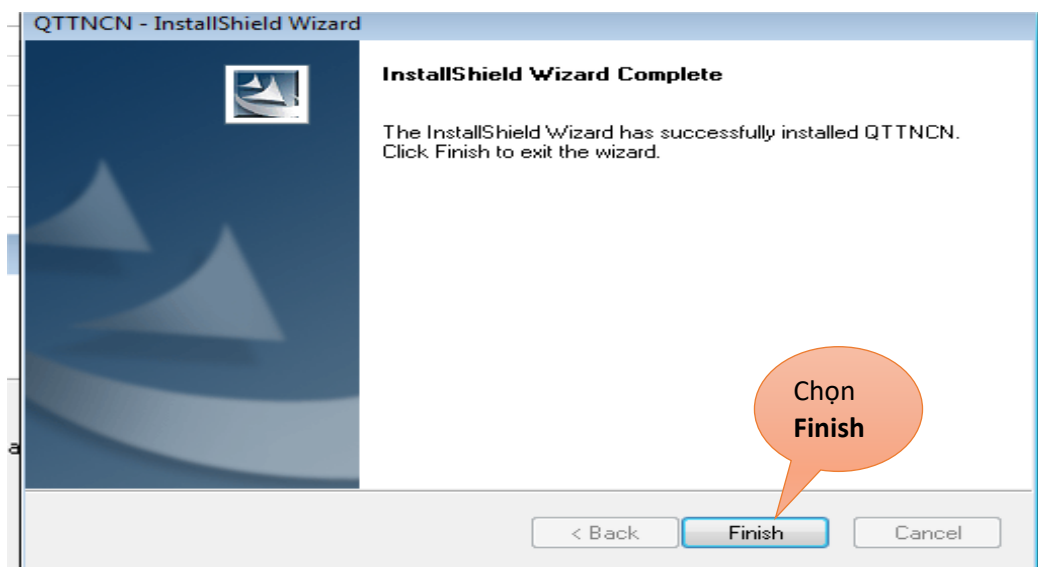 QTTNCN - InstallShield Wizard
InstallShield Wizard Complete
The InstallShield Wizard has successfully installed QTTNCN.
Click Finish to exit the wizard.
Chọn
Finish
a
< Back
Finish
Cancel